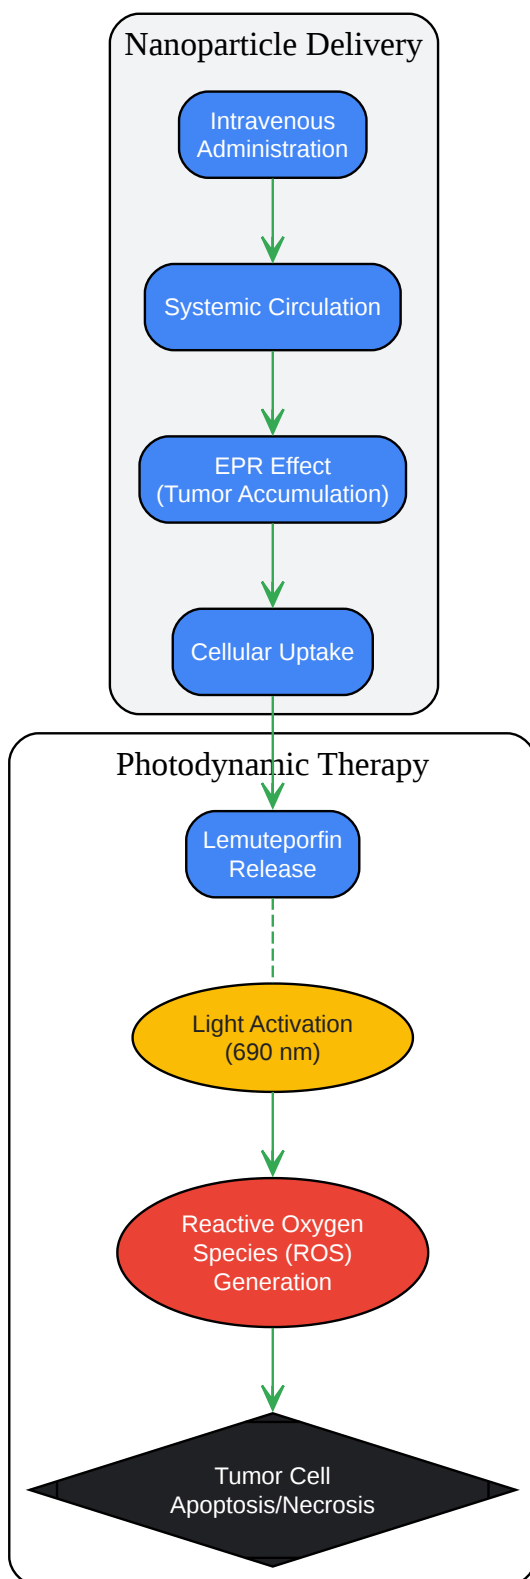 Nanoparticle Delivery
Intravenous
Administration
Systemic Circulation
EPR Effect
(Tumor Accumulation)
Cellular Uptake
Photodynamic Therapy
Lemuteporfin
Release
Light Activation
(690 nm)
Reactive Oxygen
Species (ROS)
Generation
Tumor Cell
Apoptosis/Necrosis